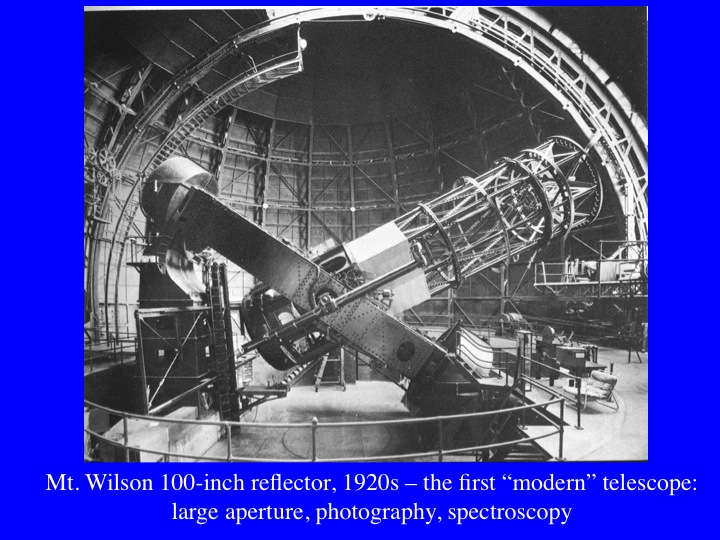 Mt. Wilson 100-inch reflector, 1920s – the first “modern” telescope:
large aperture, photography, spectroscopy